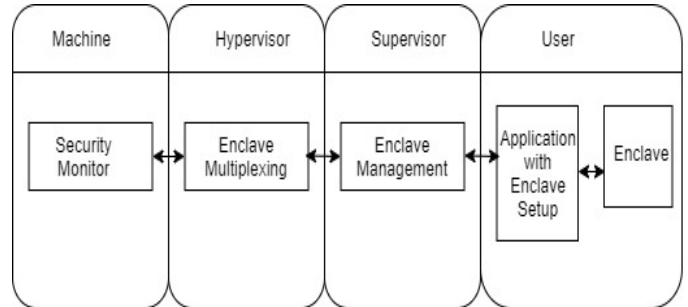 Machine
Hypervisor
Supervisor
User
Security
Monitor
Enclave
Multiplexing
Enclave
Management
Application
with
Enclave
Setup
Enclave